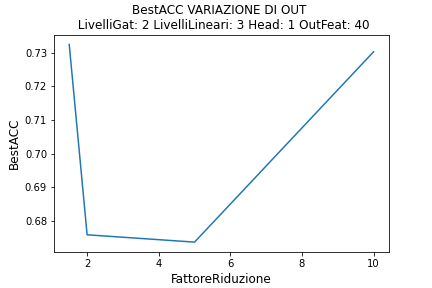 BestACC VARIAZIONE DI OUT
LivelliGat: 2 LivelliLineari: 3 Head: 1 OutFeat: 40
0.73
0.72
0.71
0.70
0.69
0.68
BestACC
2
4
6
8
10
FattoreRiduzione